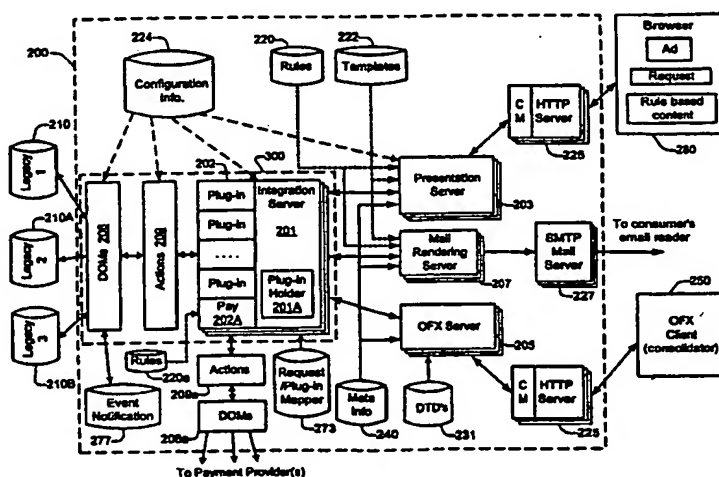 200
224
Configuration
Info.
220
Rules
222
Templates
Browser
Ad
Request
Rule based
content
280
C
M
HTTP
Server
225
210
Legacy
1
210A
Legacy
2
Legacy
3
210B
202
300
DOMs
Actions
209
Plug-in
Plug-in
.....
Plug-in
Pay
202A
Integration
Server
201
Plug-in
Holder
201A
Presentation
Server
203
Mail
Rendering
Server
207
SMTP
Mail
Server
227
To consumer's
email reader
OFX Server
205
250
OFX
Client
(consolidator)
C
M
HTTP
Server
225
Rules
220a
Event
Notification
277
Actions
209a
DOMs
208a
Request
/Plug-in
Mapper
273
Meta
Info
240
DTD's
231
To Payment Provider(s)